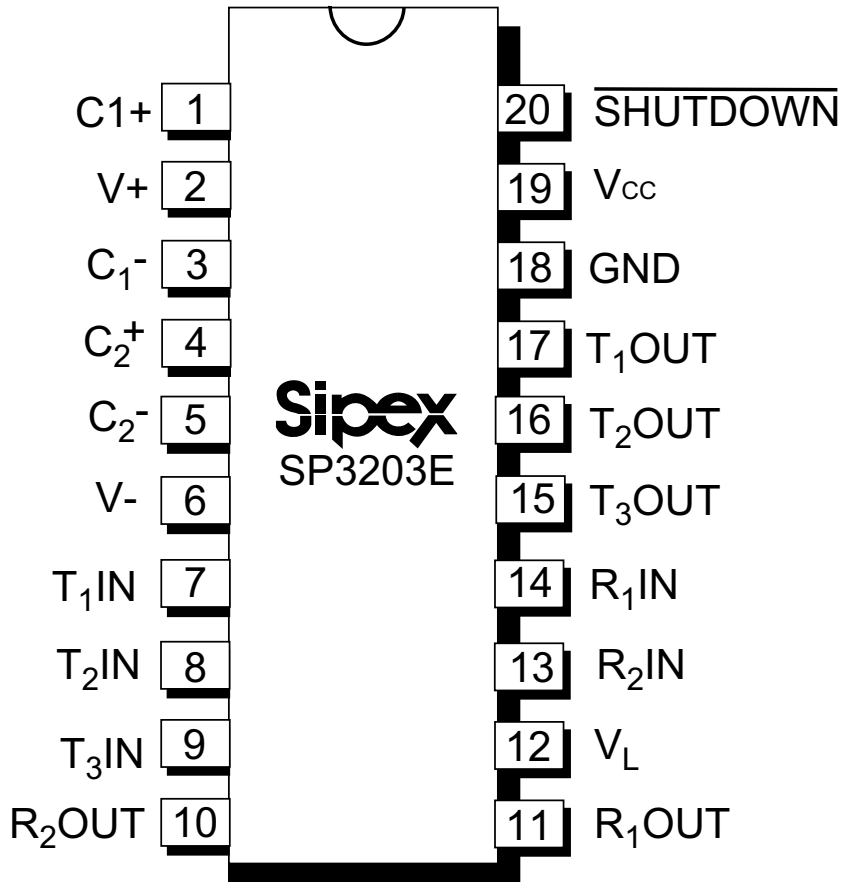 C1+ 1
V+ 2
C₁- 3
C₂+ 4
C₂- 5
V- 6
T₁IN 7
T₂IN 8
T₃IN 9
R₂OUT 10
Sipex
SP3203E
20 S̅H̅U̅T̅D̅O̅W̅N̅
19 Vcc
18 GND
17 T₁OUT
16 T₂OUT
15 T₃OUT
14 R₁IN
13 R₂IN
12 V_L
11 R₁OUT